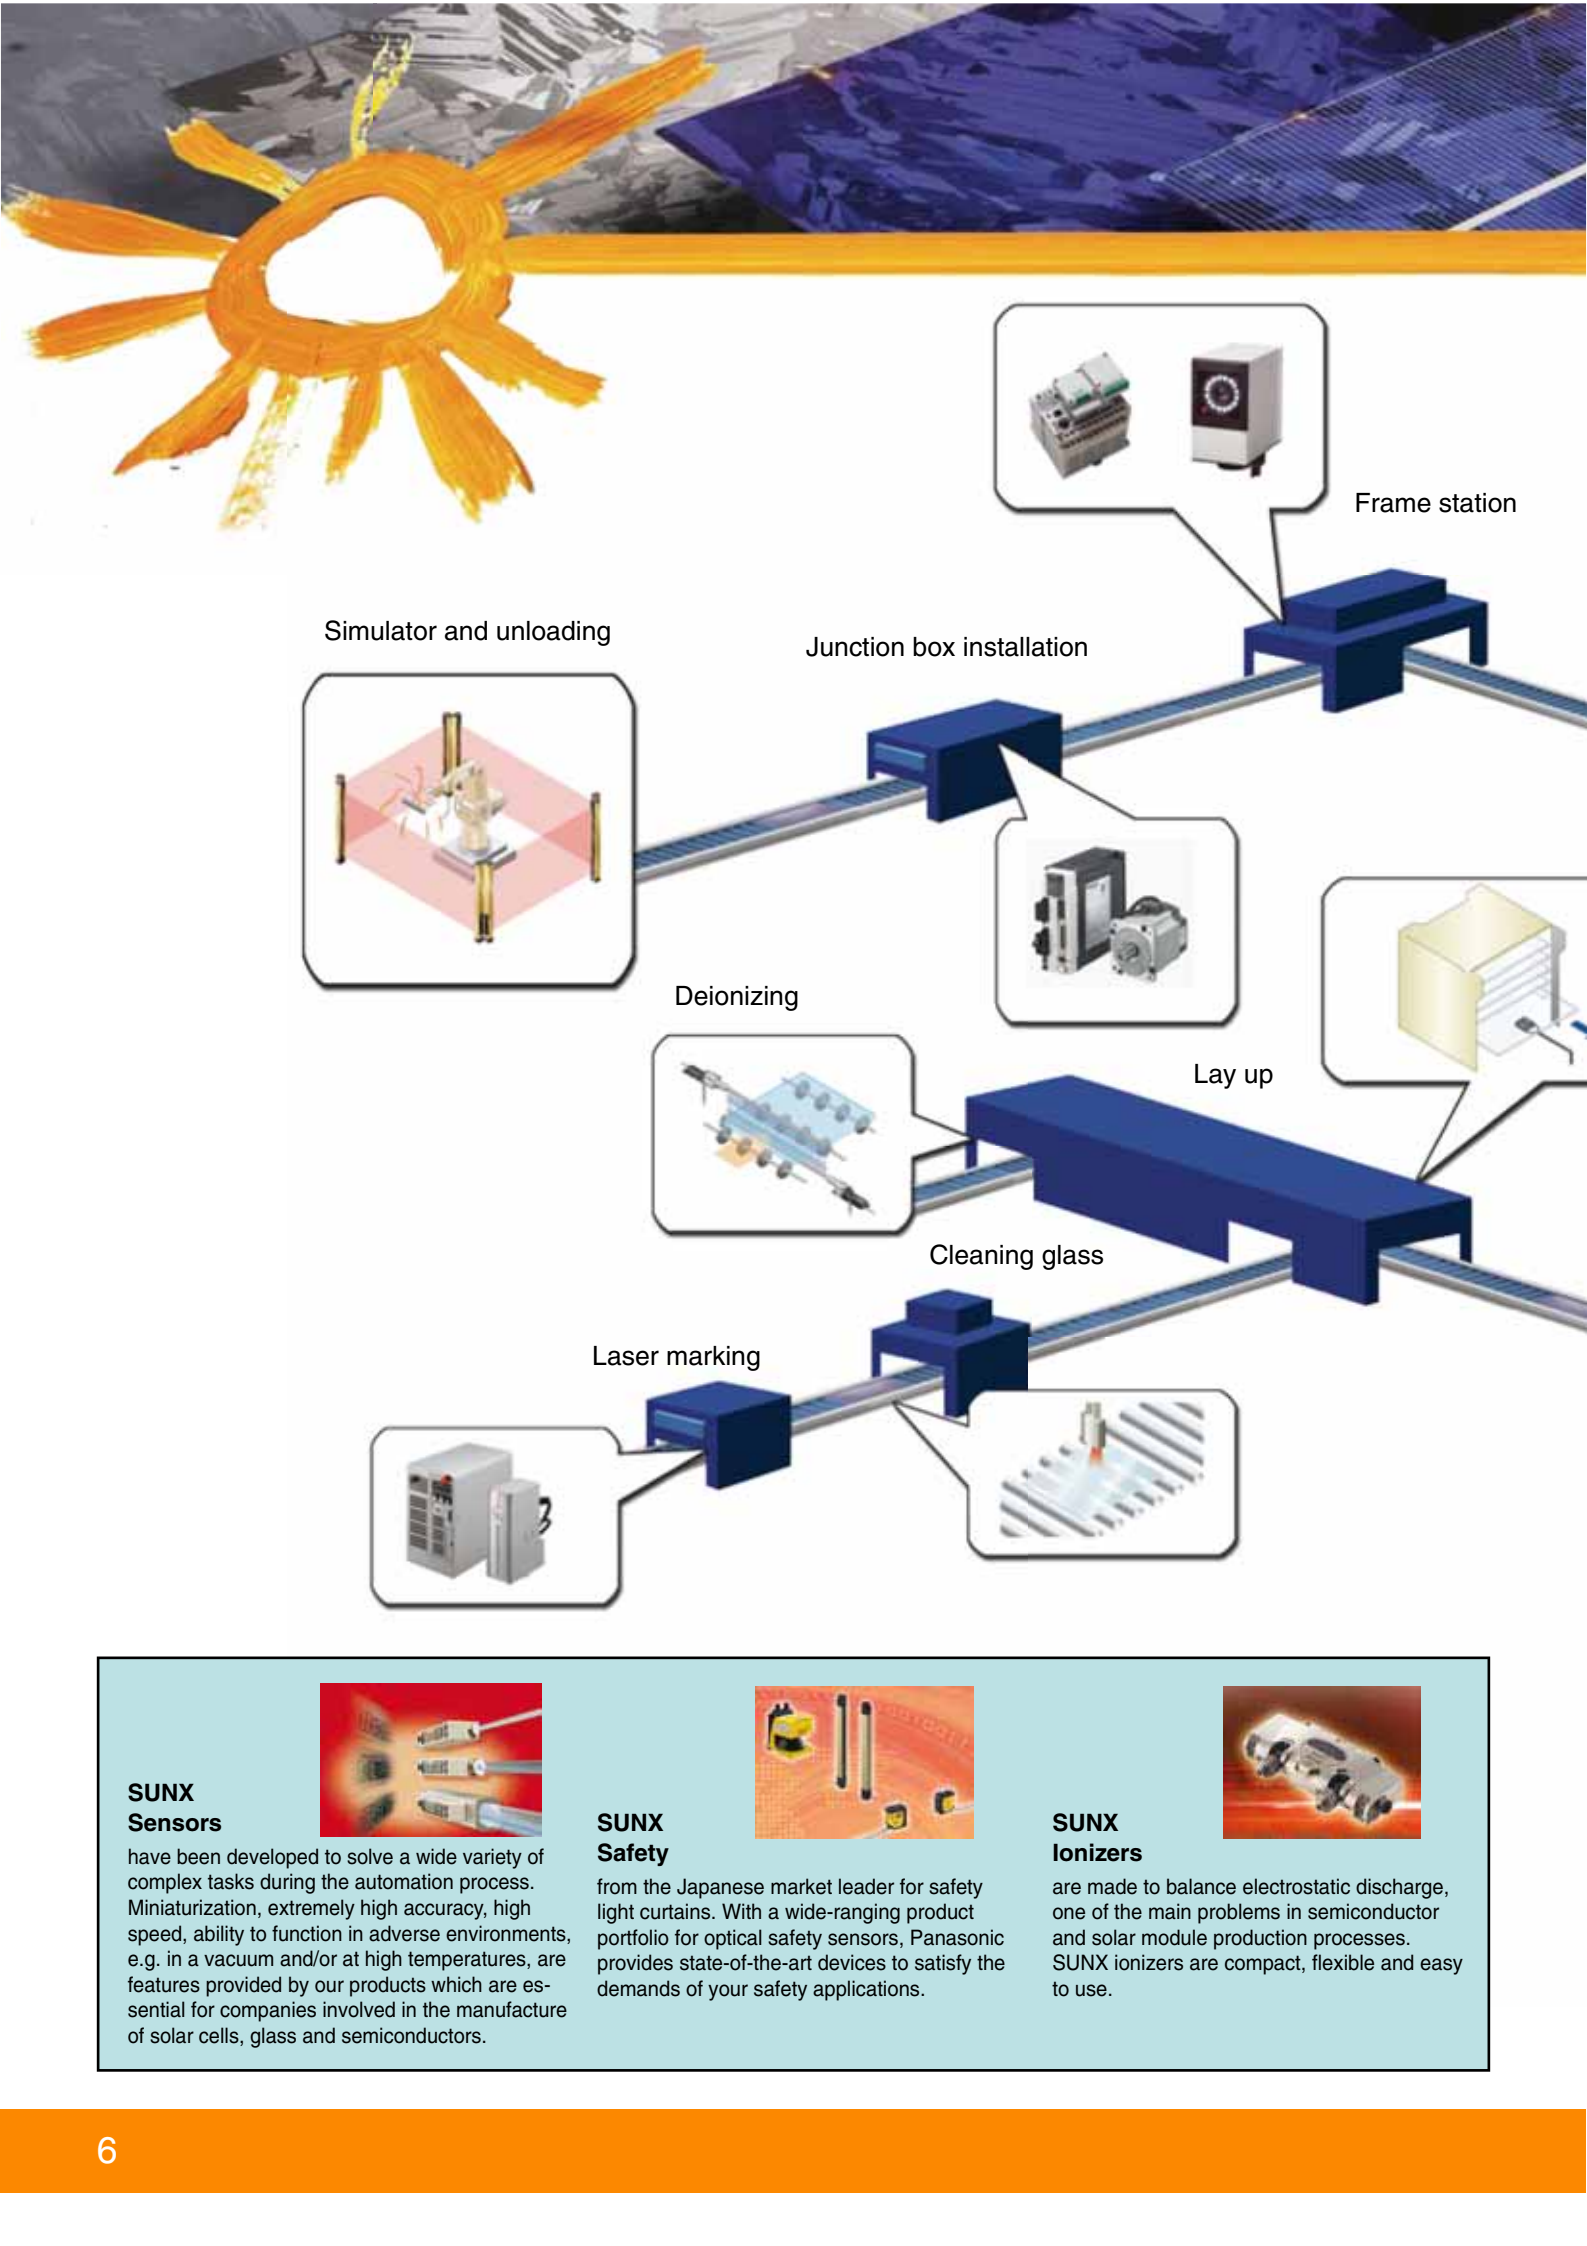 Frame station
Simulator and unloading
Junction box installation
Deionizing
Lay up
Cleaning glass
Laser marking
SUNX
Sensors
have been developed to solve a wide variety of
complex tasks during the automation process.
Miniaturization, extremely high accuracy, high
speed, ability to function in adverse environments,
e.g. in a vacuum and/or at high temperatures, are
features provided by our products which are es-
sential for companies involved in the manufacture
of solar cells, glass and semiconductors.
SUNX
Safety
from the Japanese market leader for safety
light curtains. With a wide-ranging product
portfolio for optical safety sensors, Panasonic
provides state-of-the-art devices to satisfy the
demands of your safety applications.
SUNX
Ionizers
are made to balance electrostatic discharge,
one of the main problems in semiconductor
and solar module production processes.
SUNX ionizers are compact, flexible and easy
to use.
6